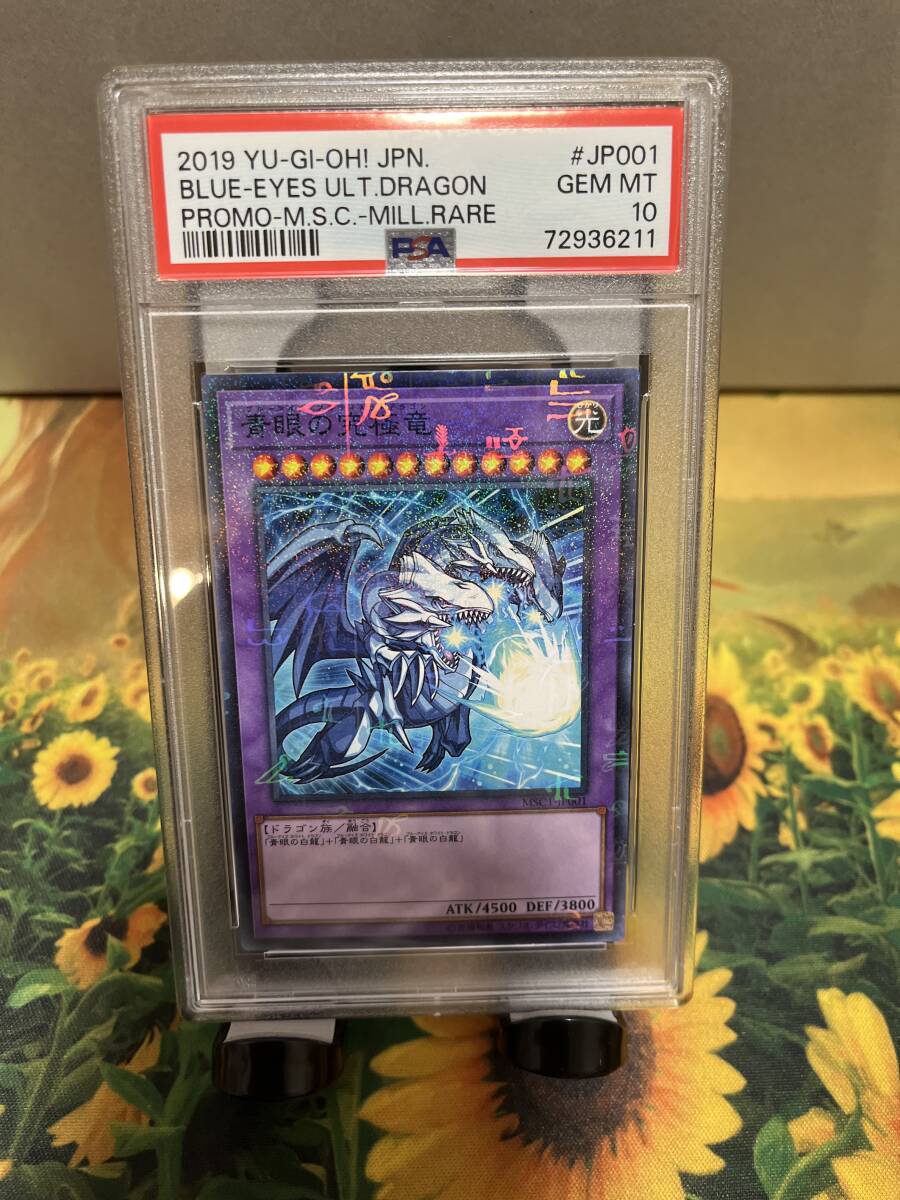 2019 YU-GI-OH! JPN. #JP001
BLUE-EYES ULT.DRAGON GEM MT
PROMO-M.S.C.-MILL.RARE 10
PSA 72936211
青眼の究極竜
光
MSC1-JP001
【ドラゴン族／融合】
「青眼の白龍」+「青眼の白龍」+「青眼の白龍」
ATK/4500 DEF/3800